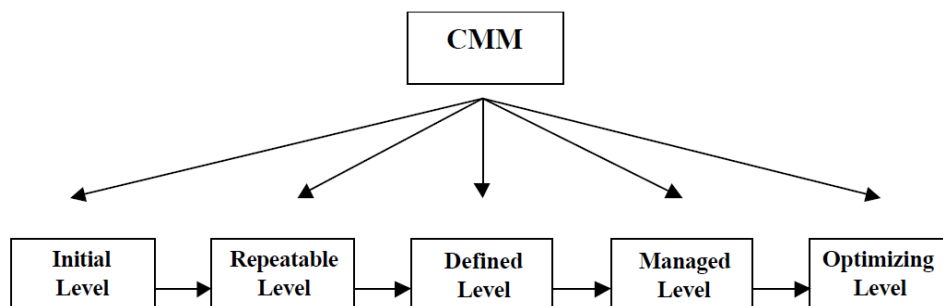 CMM
Initial
Level
Repeatable
Level
Defined
Level
Managed
Level
Optimizing
Level